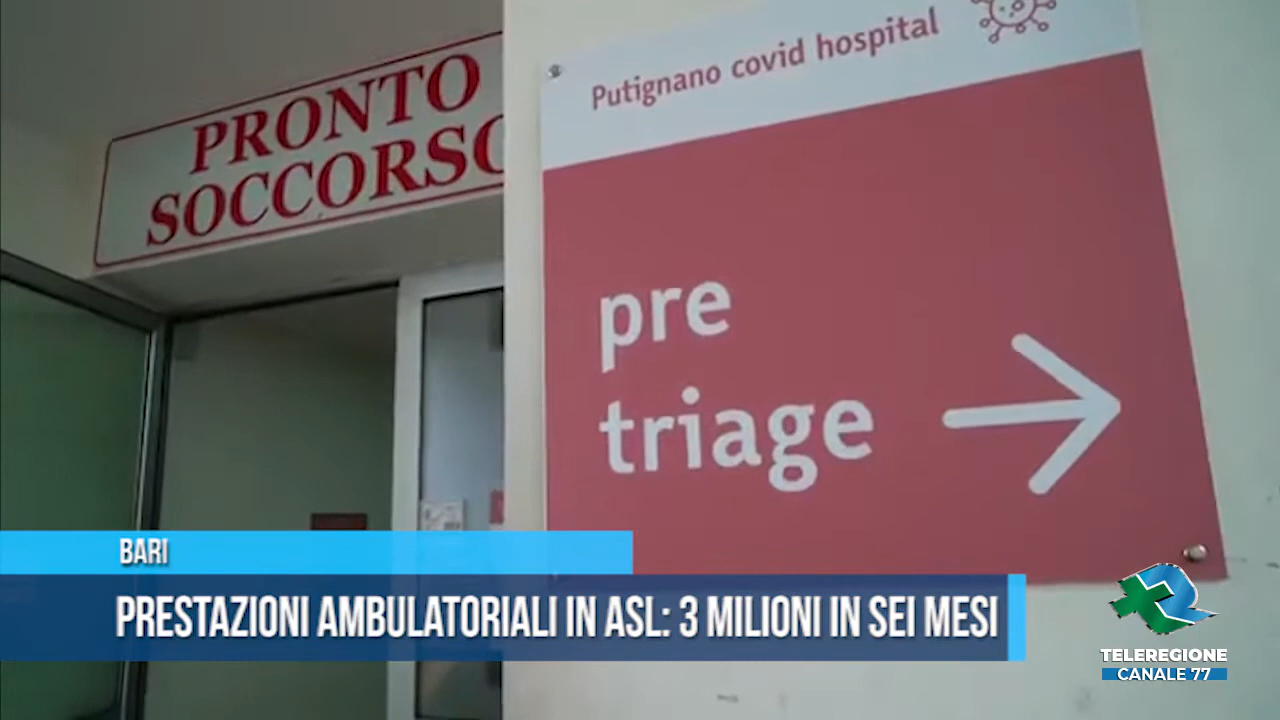 PRONTO
SOCCORSO
Putignano covid hospital
pre
triage
BARI
PRESTAZIONI AMBULATORIALI IN ASL: 3 MILIONI IN SEI MESI
TELEREGIONE
CANALE 77